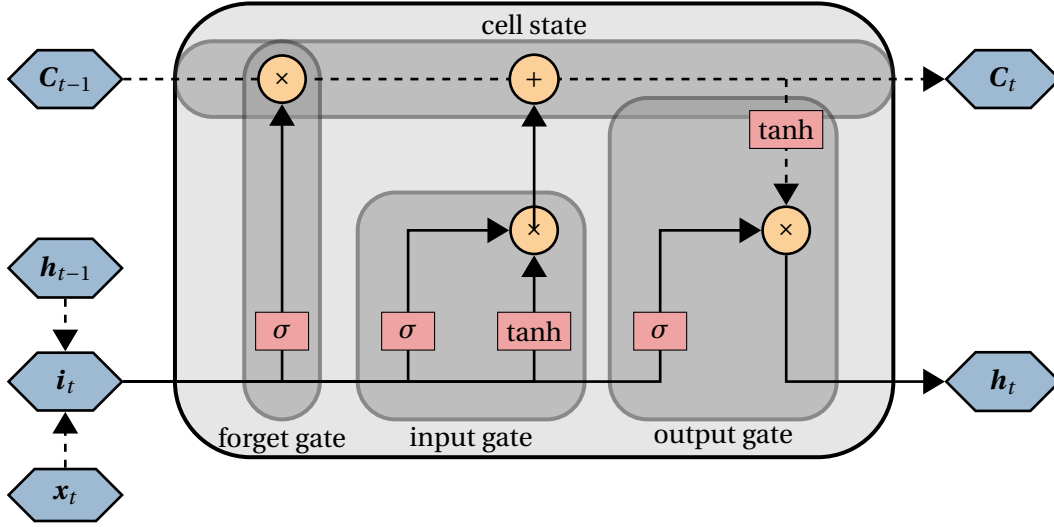 cell state
C_{t−1}
×
+
C_t
tanh
h_{t−1}
×
×
σ
σ
tanh
σ
i_t
h_t
forget gate
input gate
output gate
x_t